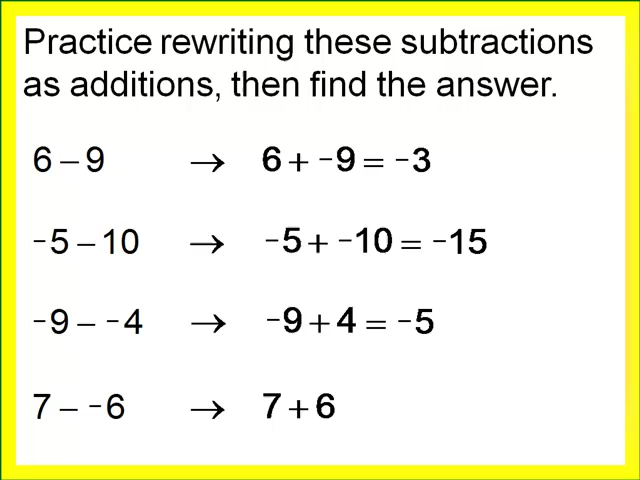 Practice rewriting these subtractions
as additions, then find the answer.
6 – 9 → 6 + ⁻9 = ⁻3
⁻5 – 10 → ⁻5 + ⁻10 = ⁻15
⁻9 – ⁻4 → ⁻9 + 4 = ⁻5
7 – ⁻6 → 7 + 6